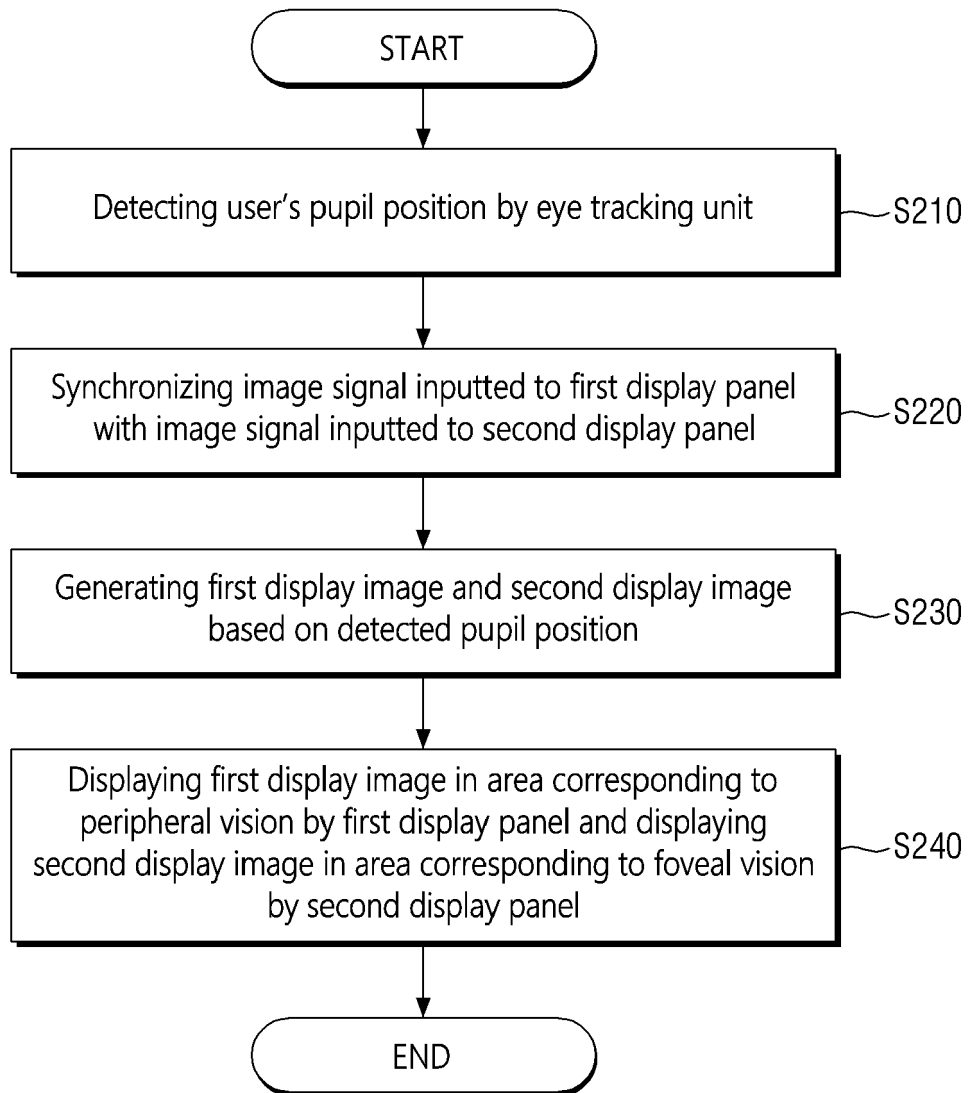 START
Detecting user's pupil position by eye tracking unit
S210
Synchronizing image signal inputted to first display panel
with image signal inputted to second display panel
S220
Generating first display image and second display image
based on detected pupil position
S230
Displaying first display image in area corresponding to
peripheral vision by first display panel and displaying
second display image in area corresponding to foveal vision
by second display panel
S240
END